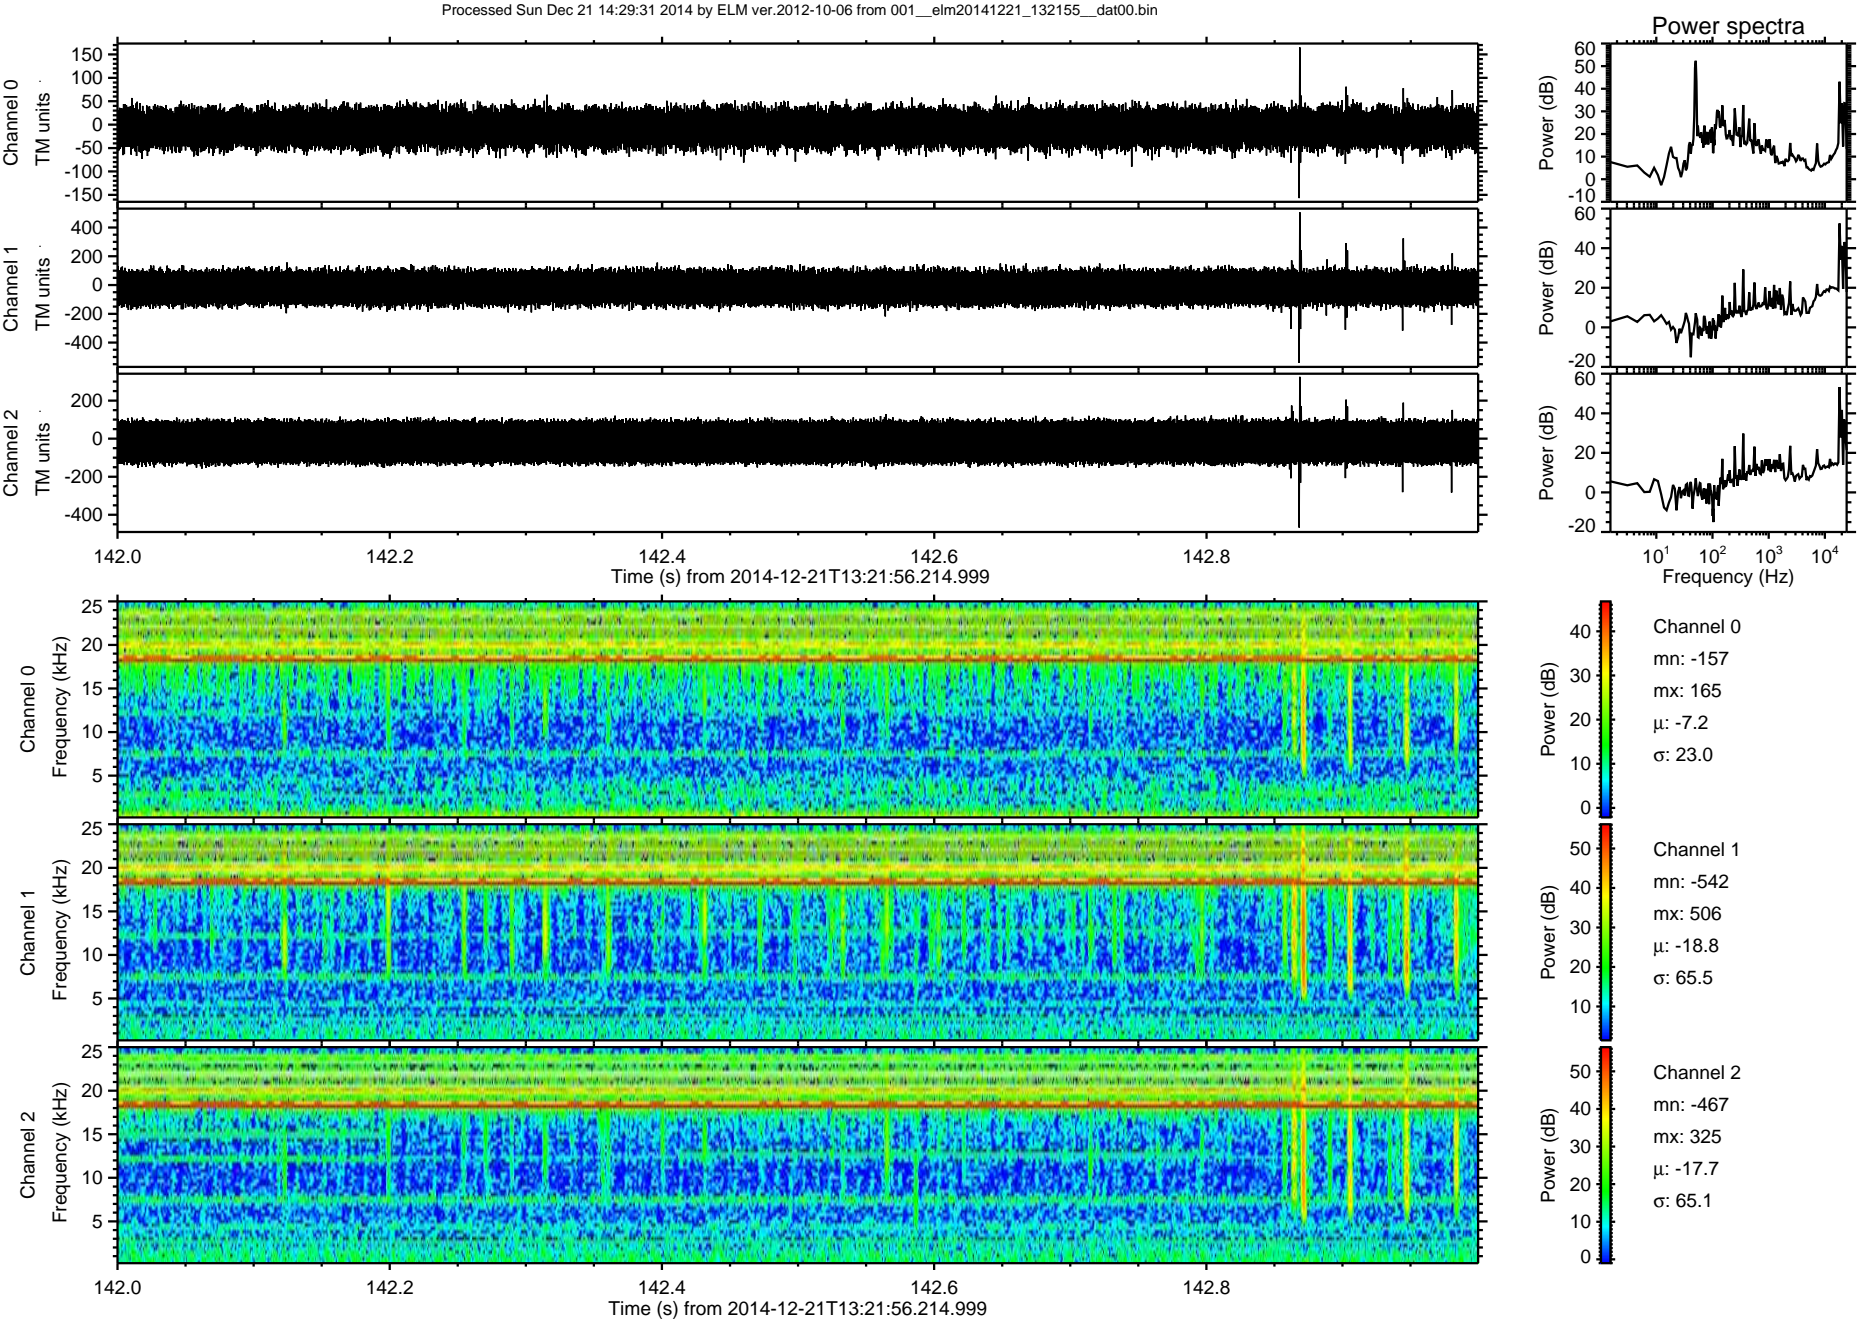 Processed Sun Dec 21 14:29:31 2014 by ELM ver.2012-10-06 from 001__elm20141221_132155__dat00.bin
Power spectra
Channel 0
TM units
150
100
50
0
-50
-100
-150
Power (dB)
60
50
40
30
20
10
0
-10
Channel 1
TM units
400
200
0
-200
-400
Power (dB)
60
40
20
0
-20
Channel 2
TM units
200
0
-200
-400
Power (dB)
60
40
20
0
-20
142.0 142.2 142.4 142.6 142.8
Time (s) from 2014-12-21T13:21:56.214.999
10¹ 10² 10³ 10⁴
Frequency (Hz)
Channel 0
Frequency (kHz)
25
20
15
10
5
Power (dB)
40
30
20
10
0
Channel 0
mn: -157
mx: 165
µ: -7.2
σ: 23.0
Channel 1
Frequency (kHz)
25
20
15
10
5
Power (dB)
50
40
30
20
10
Channel 1
mn: -542
mx: 506
µ: -18.8
σ: 65.5
Channel 2
Frequency (kHz)
25
20
15
10
5
Power (dB)
50
40
30
20
10
0
Channel 2
mn: -467
mx: 325
µ: -17.7
σ: 65.1
142.0 142.2 142.4 142.6 142.8
Time (s) from 2014-12-21T13:21:56.214.999